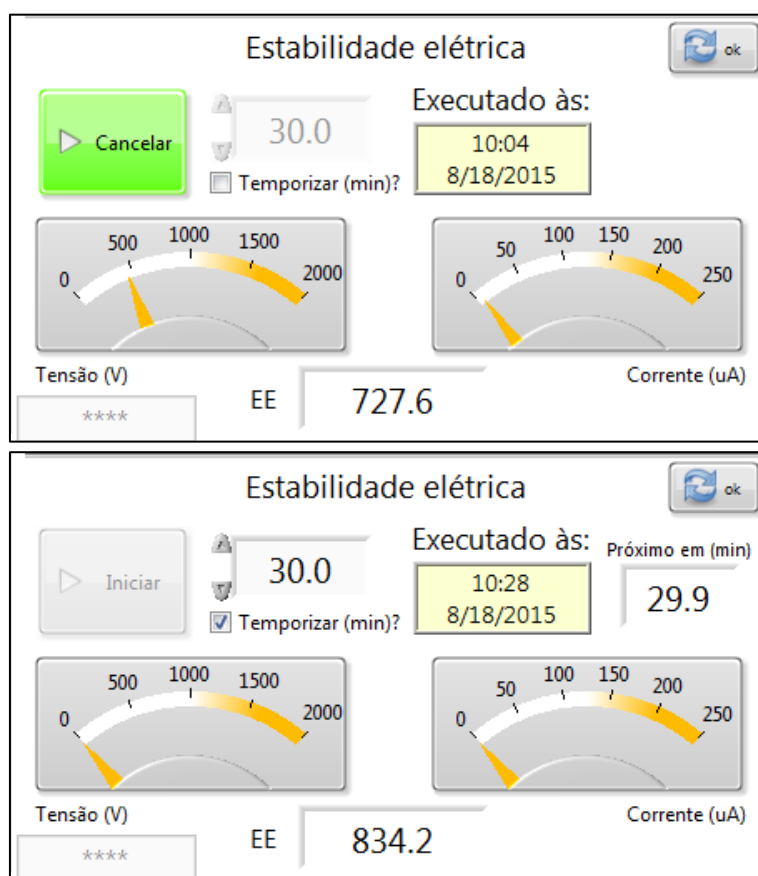 Estabilidade elétrica
ok
Cancelar
30.0
Temporizar (min)?
Executado às:
10:04
8/18/2015
0 500 1000 1500 2000
0 50 100 150 200 250
Tensão (V)
Corrente (uA)
****
EE 727.6
Estabilidade elétrica
ok
Iniciar
30.0
Temporizar (min)?
Executado às:
10:28
8/18/2015
Próximo em (min)
29.9
0 500 1000 1500 2000
0 50 100 150 200 250
Tensão (V)
Corrente (uA)
****
EE 834.2